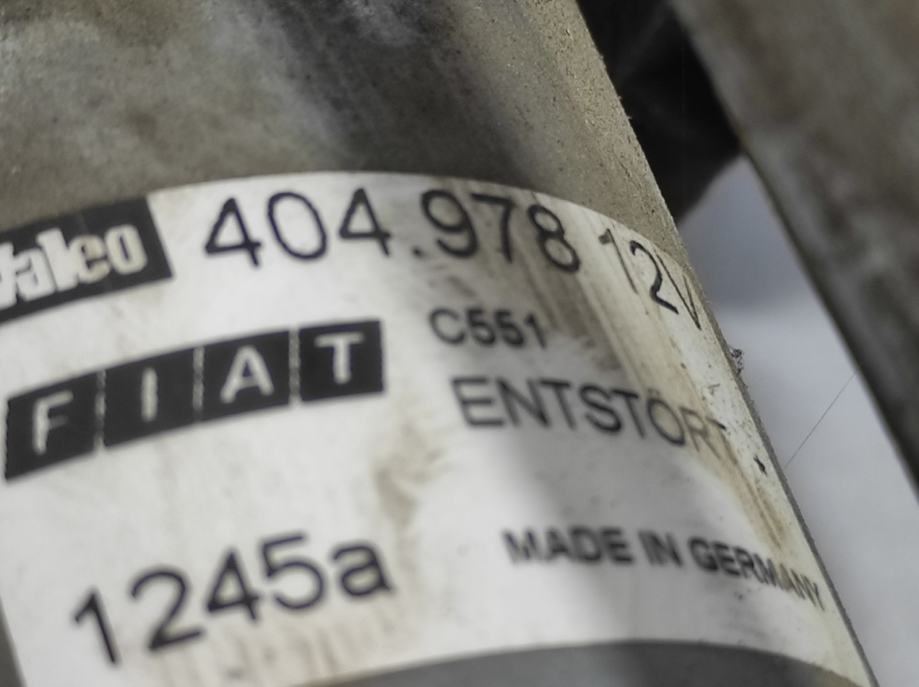 Valeo 404.978 12V
FIAT C551
ENTSTÖRT
1245a MADE IN GERMANY